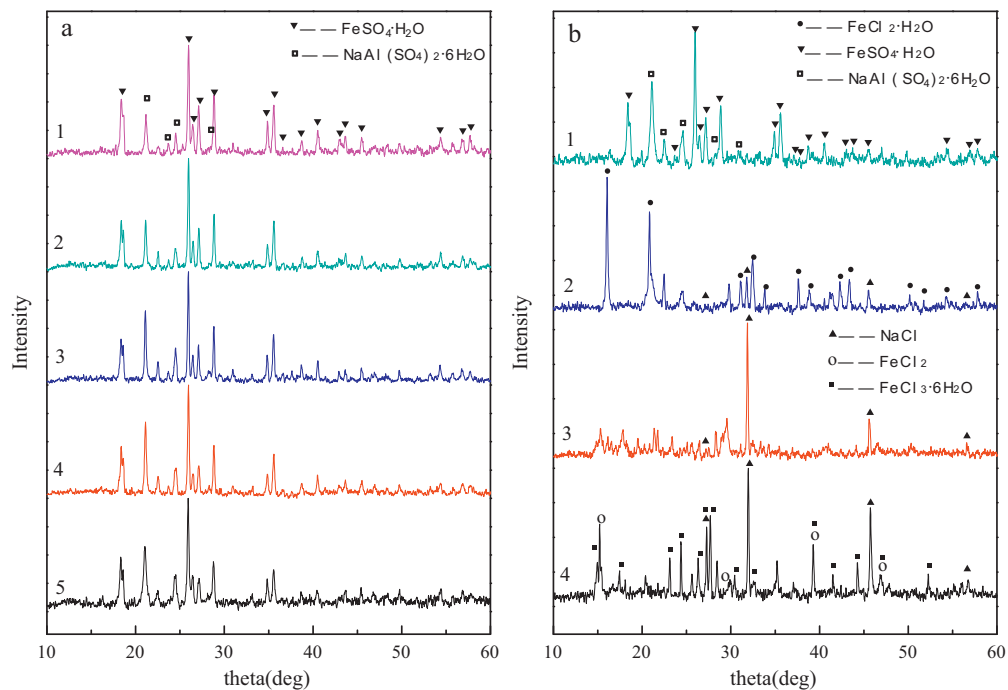 a
▼—— FeSO₄·H₂O
◘—— NaAl (SO₄)₂·6H₂O
1
2
3
4
5
Intensity
10 20 30 40 50 60
theta(deg)
b
●—— FeCl ₂·H₂O
▼—— FeSO₄·H₂O
◘—— NaAl (SO₄)₂·6H₂O
1
2
▲—— NaCl
○—— FeCl ₂
■—— FeCl ₃·6H₂O
3
4
Intensity
10 20 30 40 50 60
theta(deg)